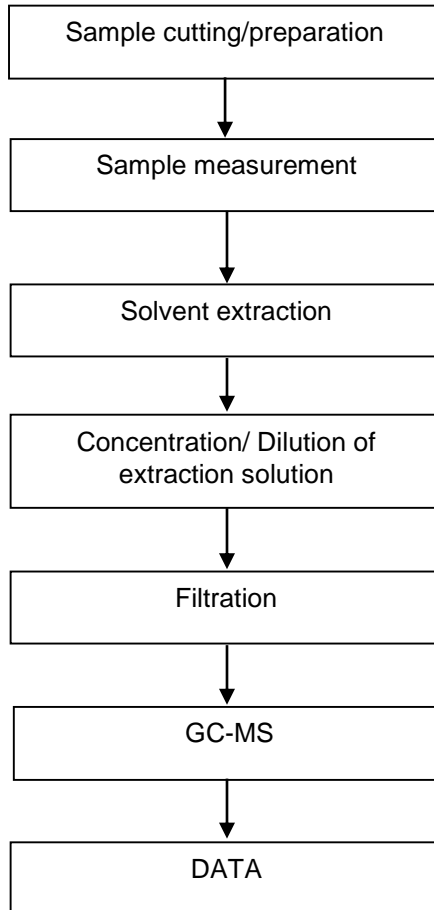 Sample cutting/preparation
Sample measurement
Solvent extraction
Concentration/ Dilution of
extraction solution
Filtration
GC-MS
DATA